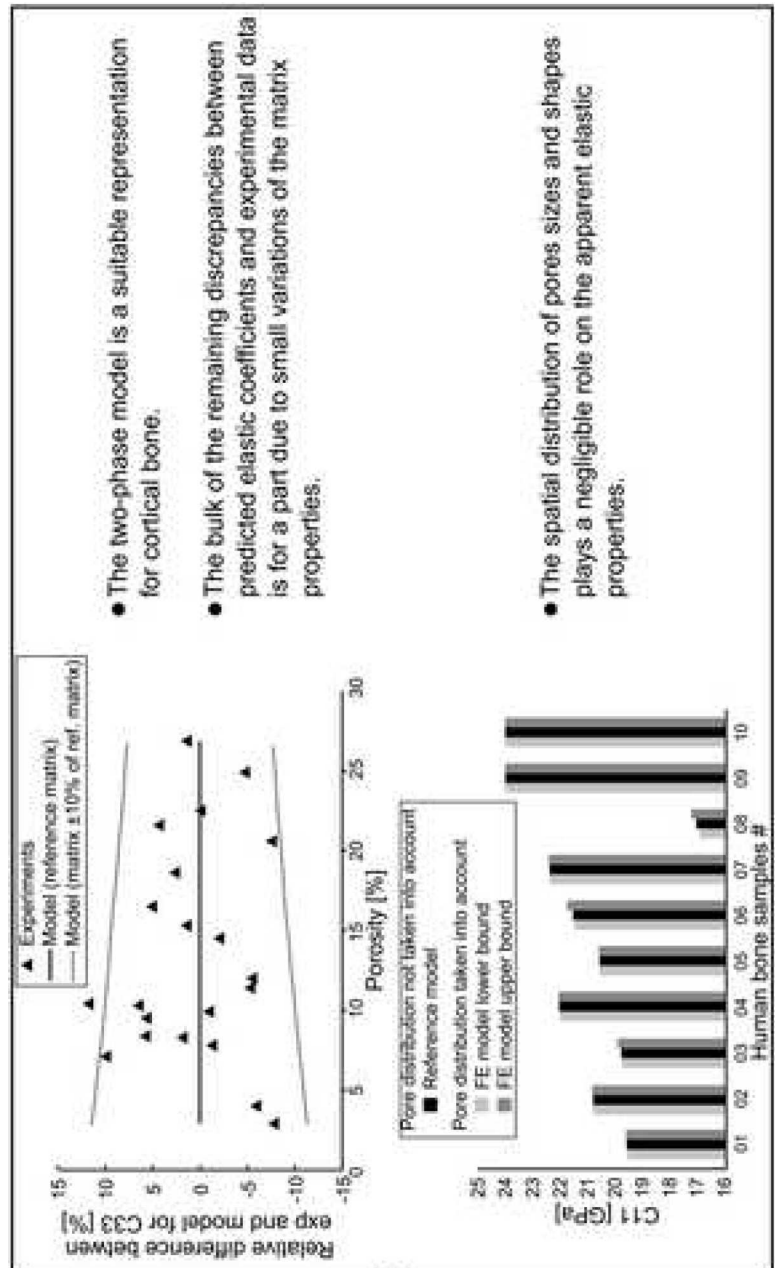 Experiments
Model (reference matrix)
Model (matrix ±10% of ref. matrix)
Relative difference betwen
exp and model for C33 [%]
15
10
5
0
-5
-10
-15
0
5
10
15
20
25
30
Porosity [%]
● The two-phase model is a suitable representation
for cortical bone.
● The bulk of the remaining discrepancies between
predicted elastic coefficients and experimental data
is for a part due to small variations of the matrix
properties.
Pore distribution not taken into account
Reference model
Pore distribution taken into account
FE model lower bound
FE model upper bound
C11 [GPa]
25
24
23
22
21
20
19
18
17
16
01
02
03
04
05
06
07
08
09
10
Human bone samples #
● The spatial distribution of pores sizes and shapes
plays a negligible role on the apparent elastic
properties.